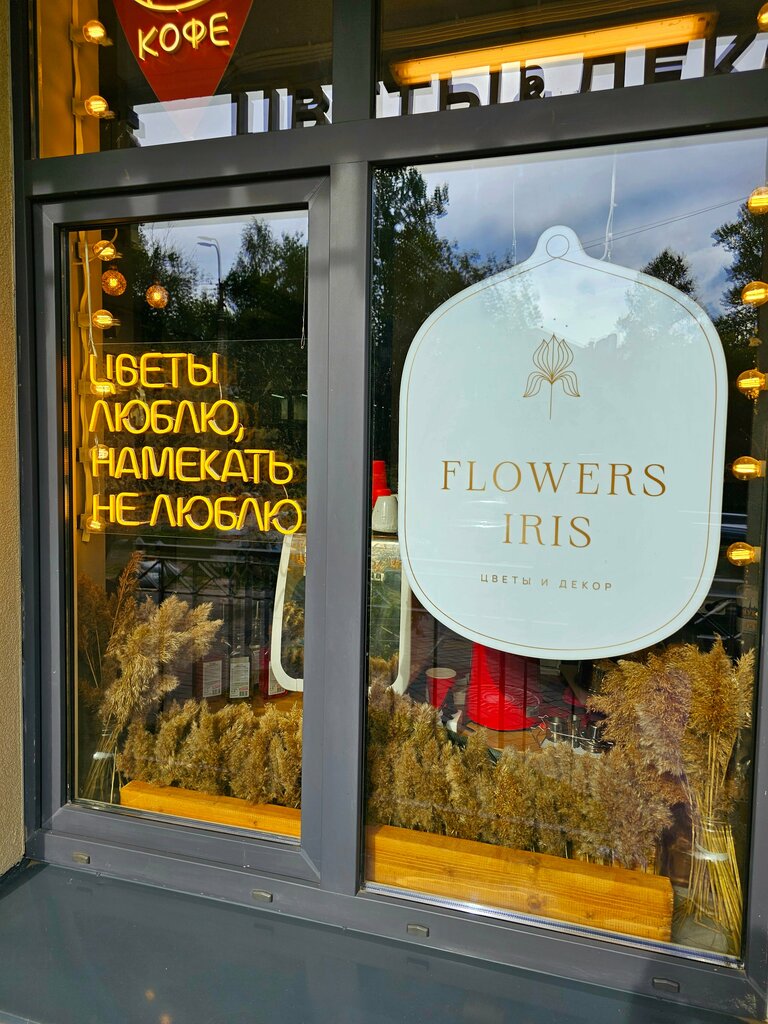 КОФЕ
ЦВЕТЫ
ЛЮБЛЮ,
НАМЕКАТЬ
НЕ ЛЮБЛЮ
FLOWERS
IRIS
ЦВЕТЫ И ДЕКОР